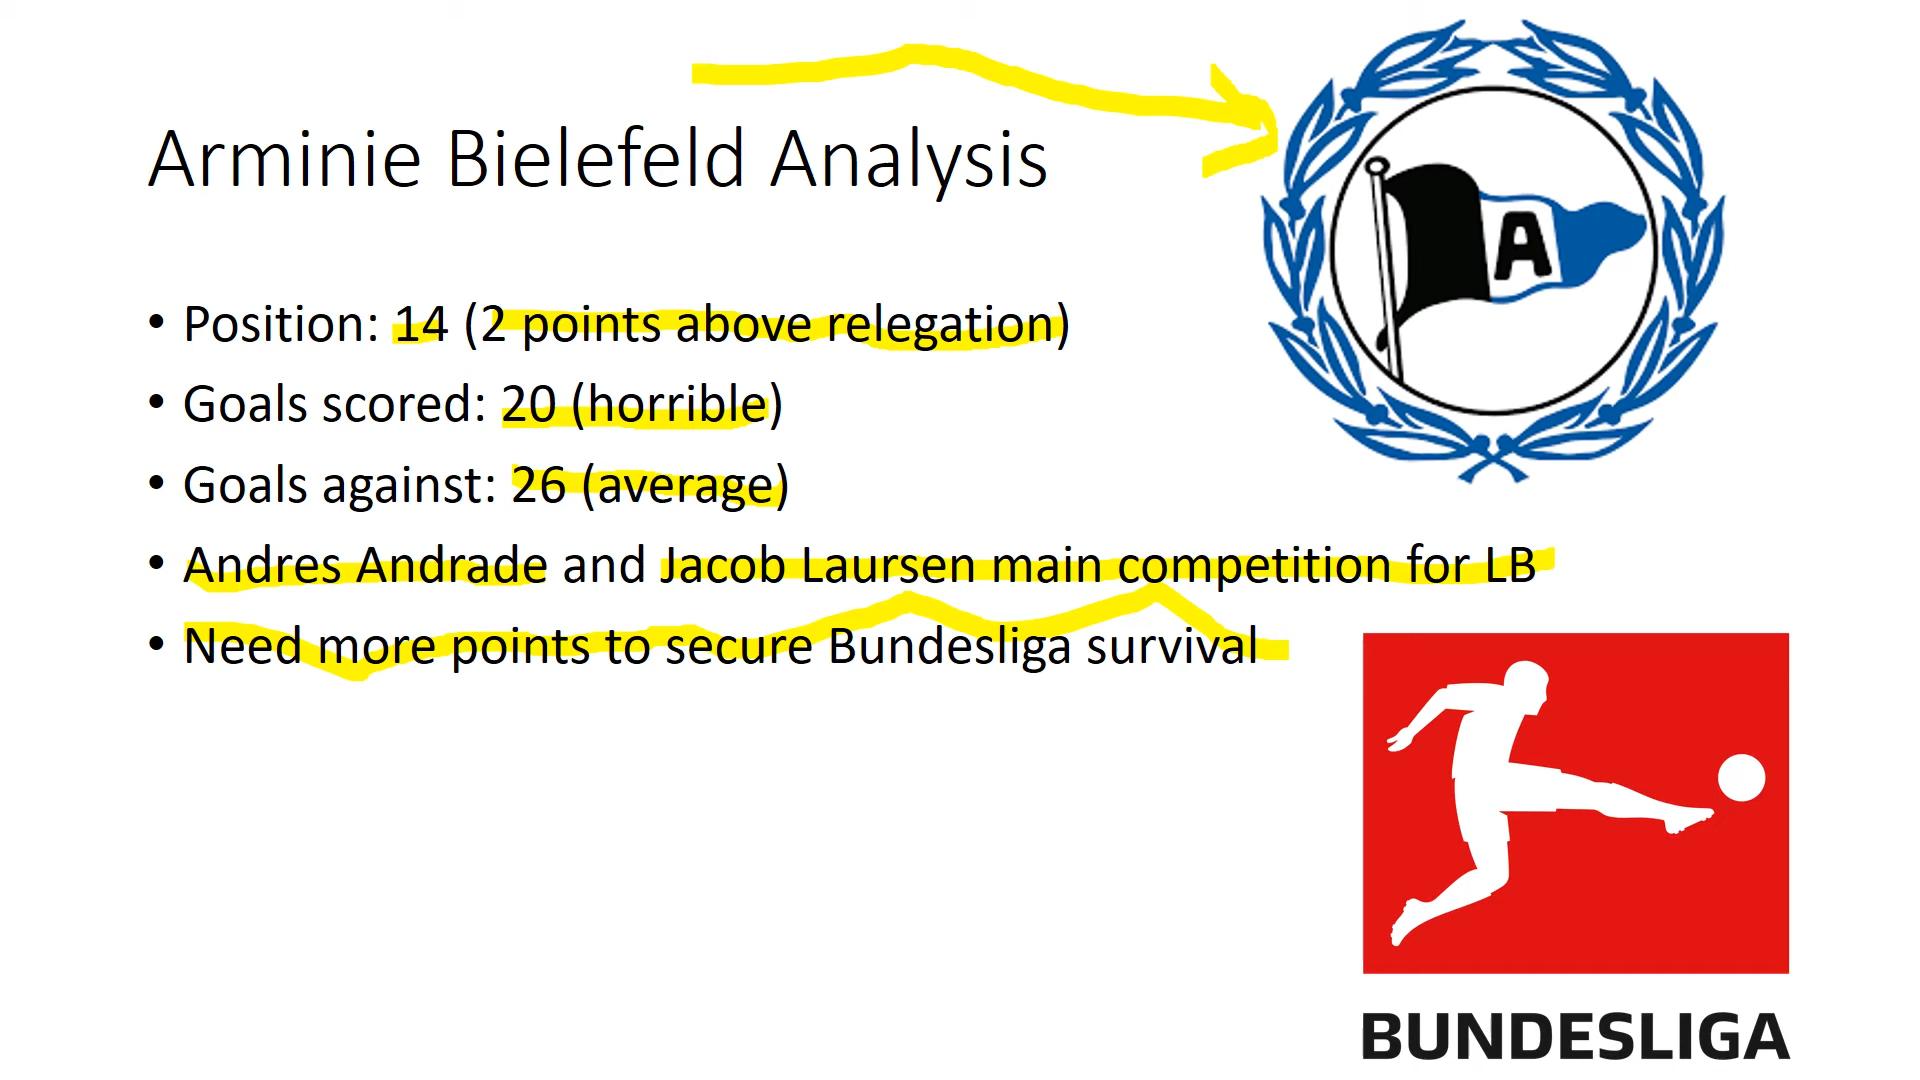 Arminie Bielefeld Analysis
A
• Position: 14 (2 points above relegation)
• Goals scored: 20 (horrible)
• Goals against: 26 (average)
• Andres Andrade and Jacob Laursen main competition for LB
• Need more points to secure Bundesliga survival
BUNDESLIGA